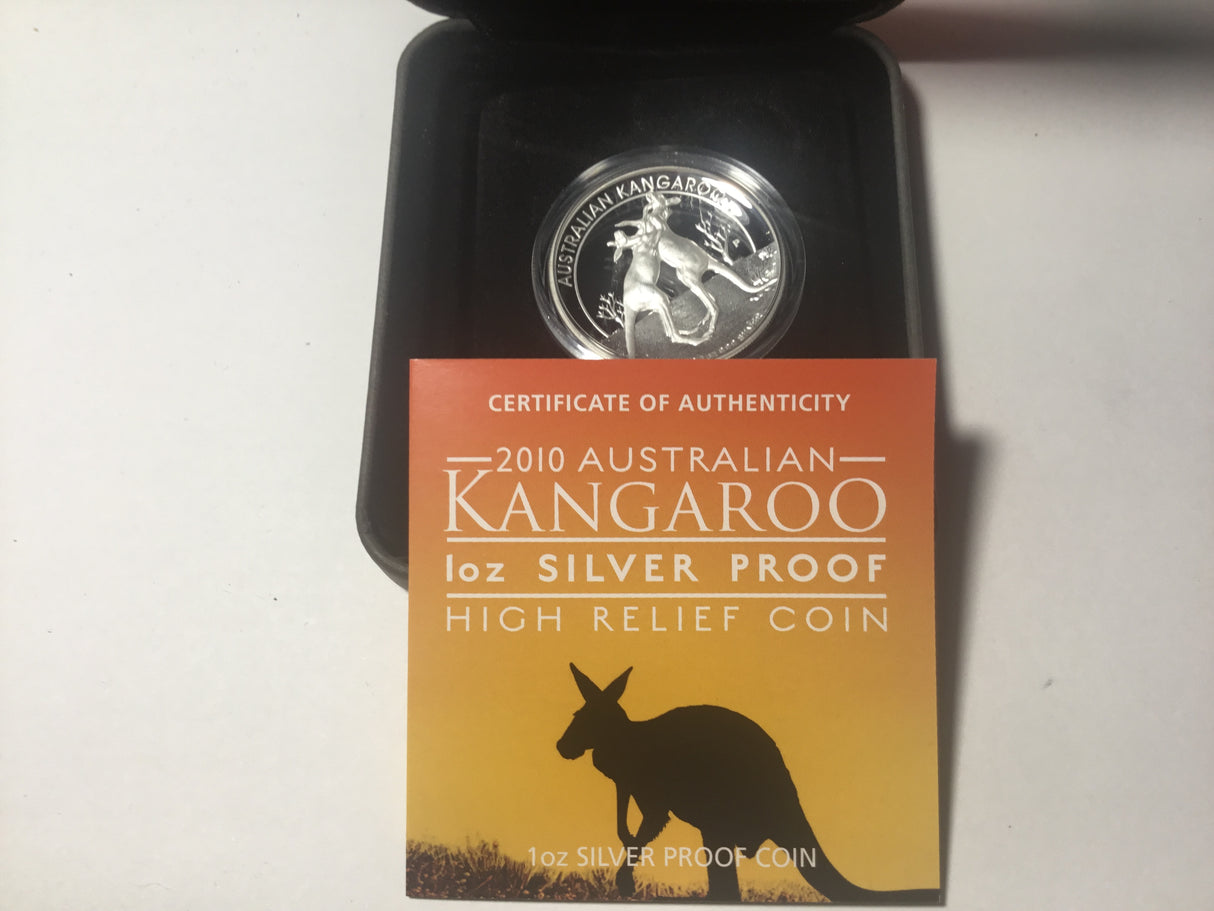 AUSTRALIAN KANGAROO
CERTIFICATE OF AUTHENTICITY
2010 AUSTRALIAN
KANGAROO
1oz SILVER PROOF
HIGH RELIEF COIN
1oz SILVER PROOF COIN